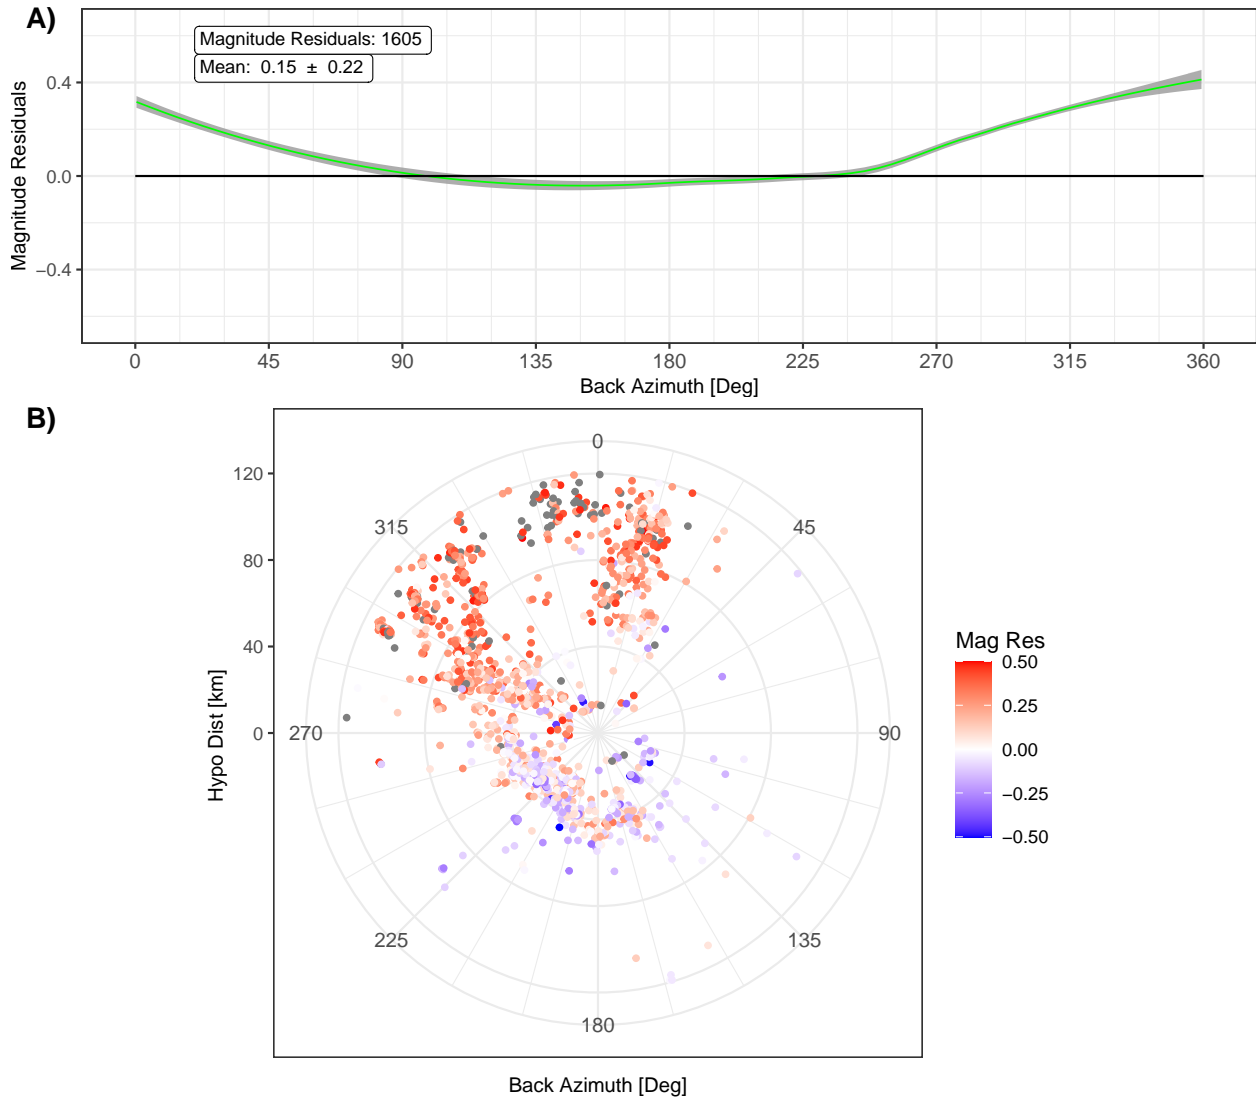 A)
Magnitude Residuals: 1605
Mean:  0.15  ±  0.22
Magnitude Residuals
0.4
0.0
−0.4
0 45 90 135 180 225 270 315 360
Back Azimuth [Deg]
B)
Hypo Dist [km]
120
80
40
0
0
45
90
135
180
225
270
315
Back Azimuth [Deg]
Mag Res
0.50
0.25
0.00
−0.25
−0.50